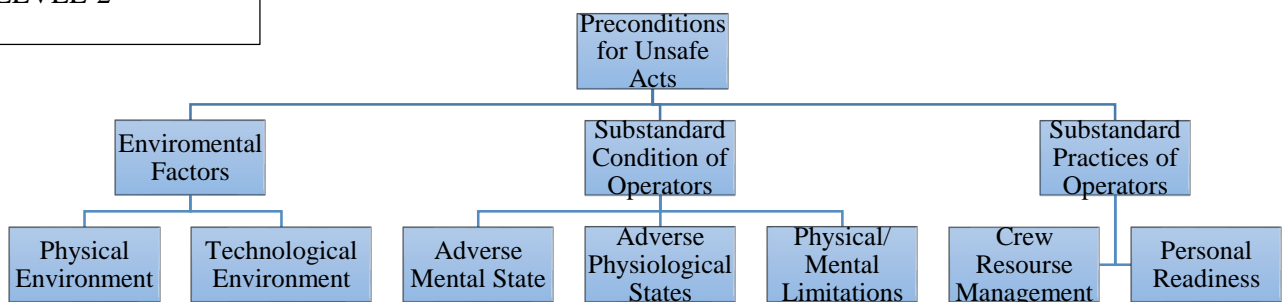 LEVEL 2
Preconditions
for Unsafe
Acts
Enviromental
Factors
Substandard
Condition of
Operators
Substandard
Practices of
Operators
Physical
Environment
Technological
Environment
Adverse
Mental State
Adverse
Physiological
States
Physical/
Mental
Limitations
Crew
Resourse
Management
Personal
Readiness